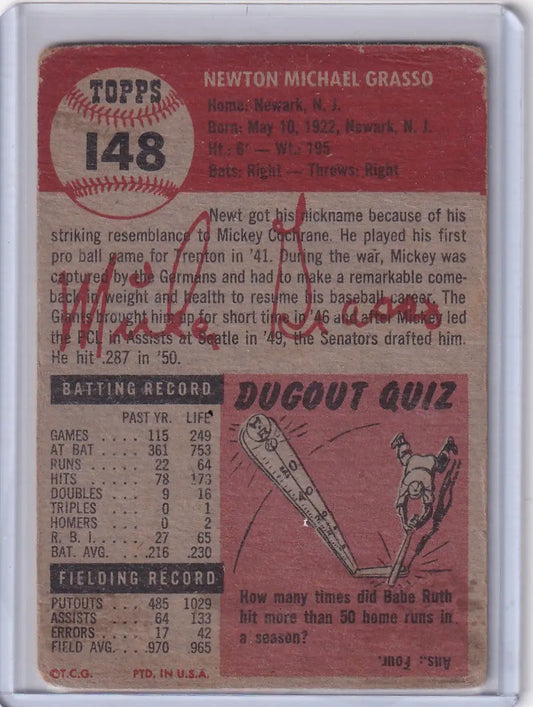 TOPPS
148
NEWTON MICHAEL GRASSO
Home: Newark, N. J.
Born: May 10, 1922, Newark, N. J.
Ht.: 6' — Wt.: 195
Bats: Right — Throws: Right
Newt got his nickname because of his
striking resemblance to Mickey Cochrane. He played his first
pro ball game for Trenton in '41. During the war, Mickey was
captured by the Germans and had to make a remarkable come-
back in weight and health to resume his baseball career. The
Giants brought him up for short time in '46 and after Mickey led
the PCL in Assists at Seatle in '49, the Senators drafted him.
He hit .287 in '50.
Mickey Grasso
BATTING RECORD
PAST YR. LIFE
GAMES . . . . 115 249
AT BAT . . . . 361 753
RUNS . . . . . 22 64
HITS . . . . . 78 173
DOUBLES . . . 9 16
TRIPLES . . . 0 1
HOMERS . . . 0 2
R. B. I. . . . . 27 65
BAT. AVG. . . .216 .230
FIELDING RECORD
PUTOUTS . . . 485 1029
ASSISTS . . . . 64 133
ERRORS . . . . 17 42
FIELD AVG. . . .970 .965
©T.C.G. PTD. IN U.S.A.
DUGOUT QUIZ
How many times did Babe Ruth
hit more than 50 home runs in
a season?
Ans.: Four.